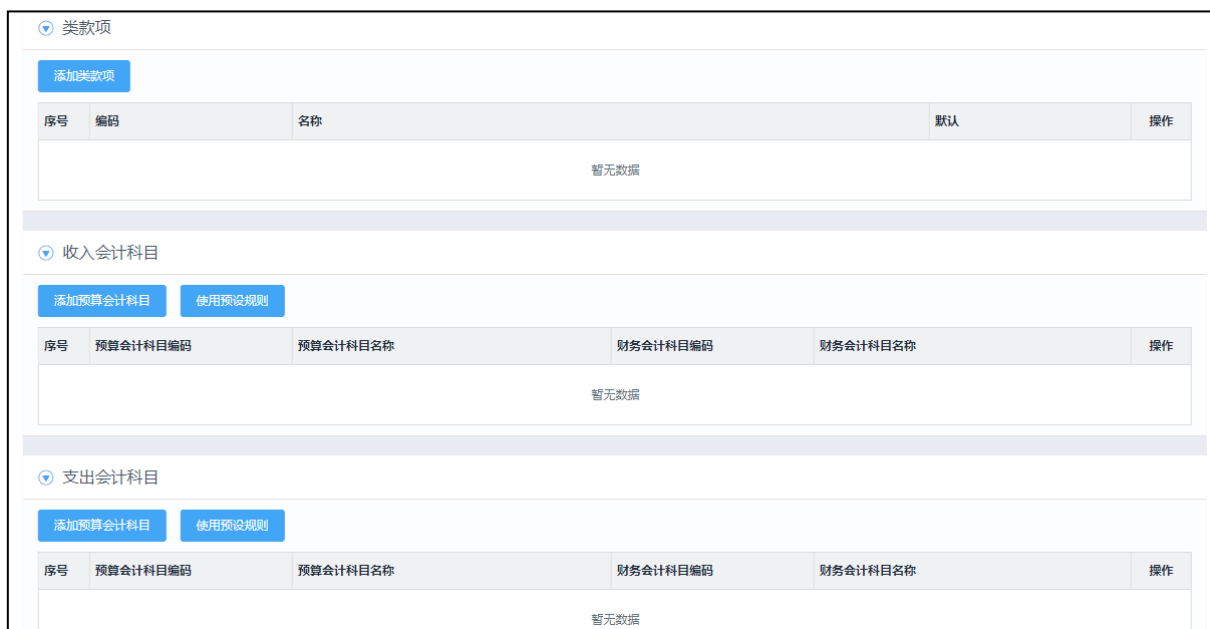 类款项
添加类款项
序号 编码 名称 默认 操作
暂无数据
收入会计科目
添加预算会计科目 使用预设规则
序号 预算会计科目编码 预算会计科目名称 财务会计科目编码 财务会计科目名称 操作
暂无数据
支出会计科目
添加预算会计科目 使用预设规则
序号 预算会计科目编码 预算会计科目名称 财务会计科目编码 财务会计科目名称 操作
暂无数据